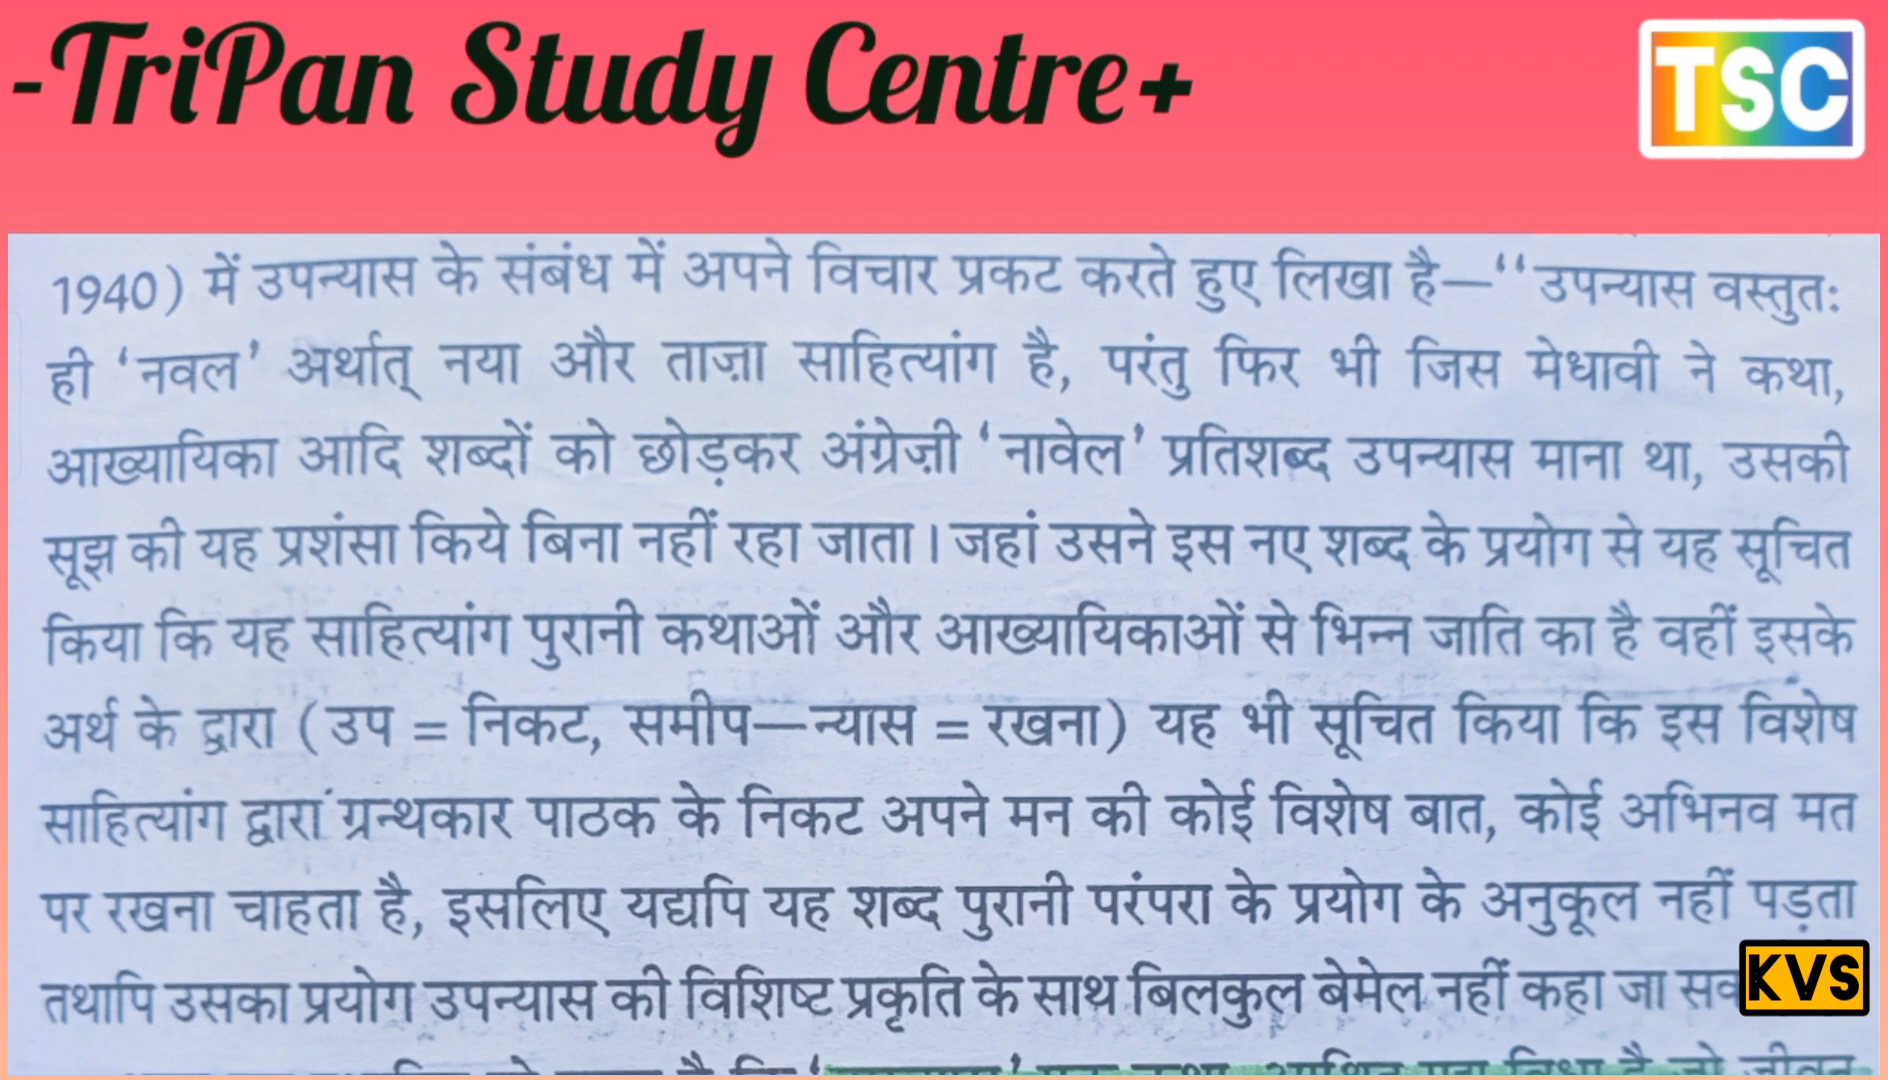 -TriPan Study Centre+
TSC
1940) में उपन्यास के संबंध में अपने विचार प्रकट करते हुए लिखा है—“उपन्यास वस्तुतः
ही ‘नवल’ अर्थात् नया और ताज़ा साहित्यांग है, परंतु फिर भी जिस मेधावी ने कथा,
आख्यायिका आदि शब्दों को छोड़कर अंग्रेज़ी ‘नावेल’ प्रतिशब्द उपन्यास माना था, उसकी
सूझ की यह प्रशंसा किये बिना नहीं रहा जाता। जहां उसने इस नए शब्द के प्रयोग से यह सूचित
किया कि यह साहित्यांग पुरानी कथाओं और आख्यायिकाओं से भिन्न जाति का है वहीं इसके
अर्थ के द्वारा (उप = निकट, समीप—न्यास = रखना) यह भी सूचित किया कि इस विशेष
साहित्यांग द्वारा ग्रन्थकार पाठक के निकट अपने मन की कोई विशेष बात, कोई अभिनव मत
पर रखना चाहता है, इसलिए यद्यपि यह शब्द पुरानी परंपरा के प्रयोग के अनुकूल नहीं पड़ता
तथापि उसका प्रयोग उपन्यास की विशिष्ट प्रकृति के साथ बिलकुल बेमेल नहीं कहा जा
KVS